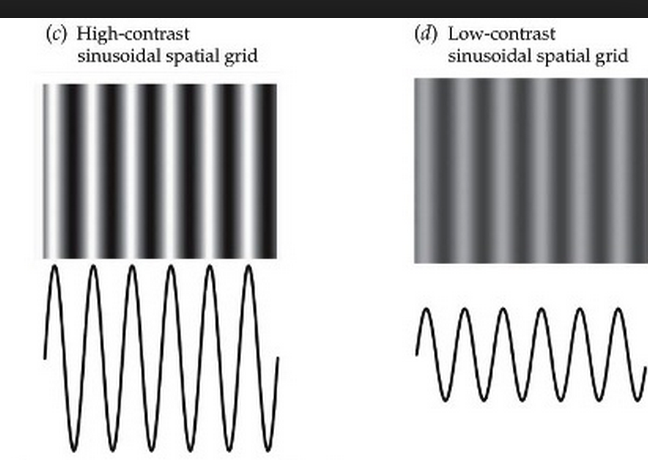 (c) High-contrast
sinusoidal spatial grid
(d) Low-contrast
sinusoidal spatial grid